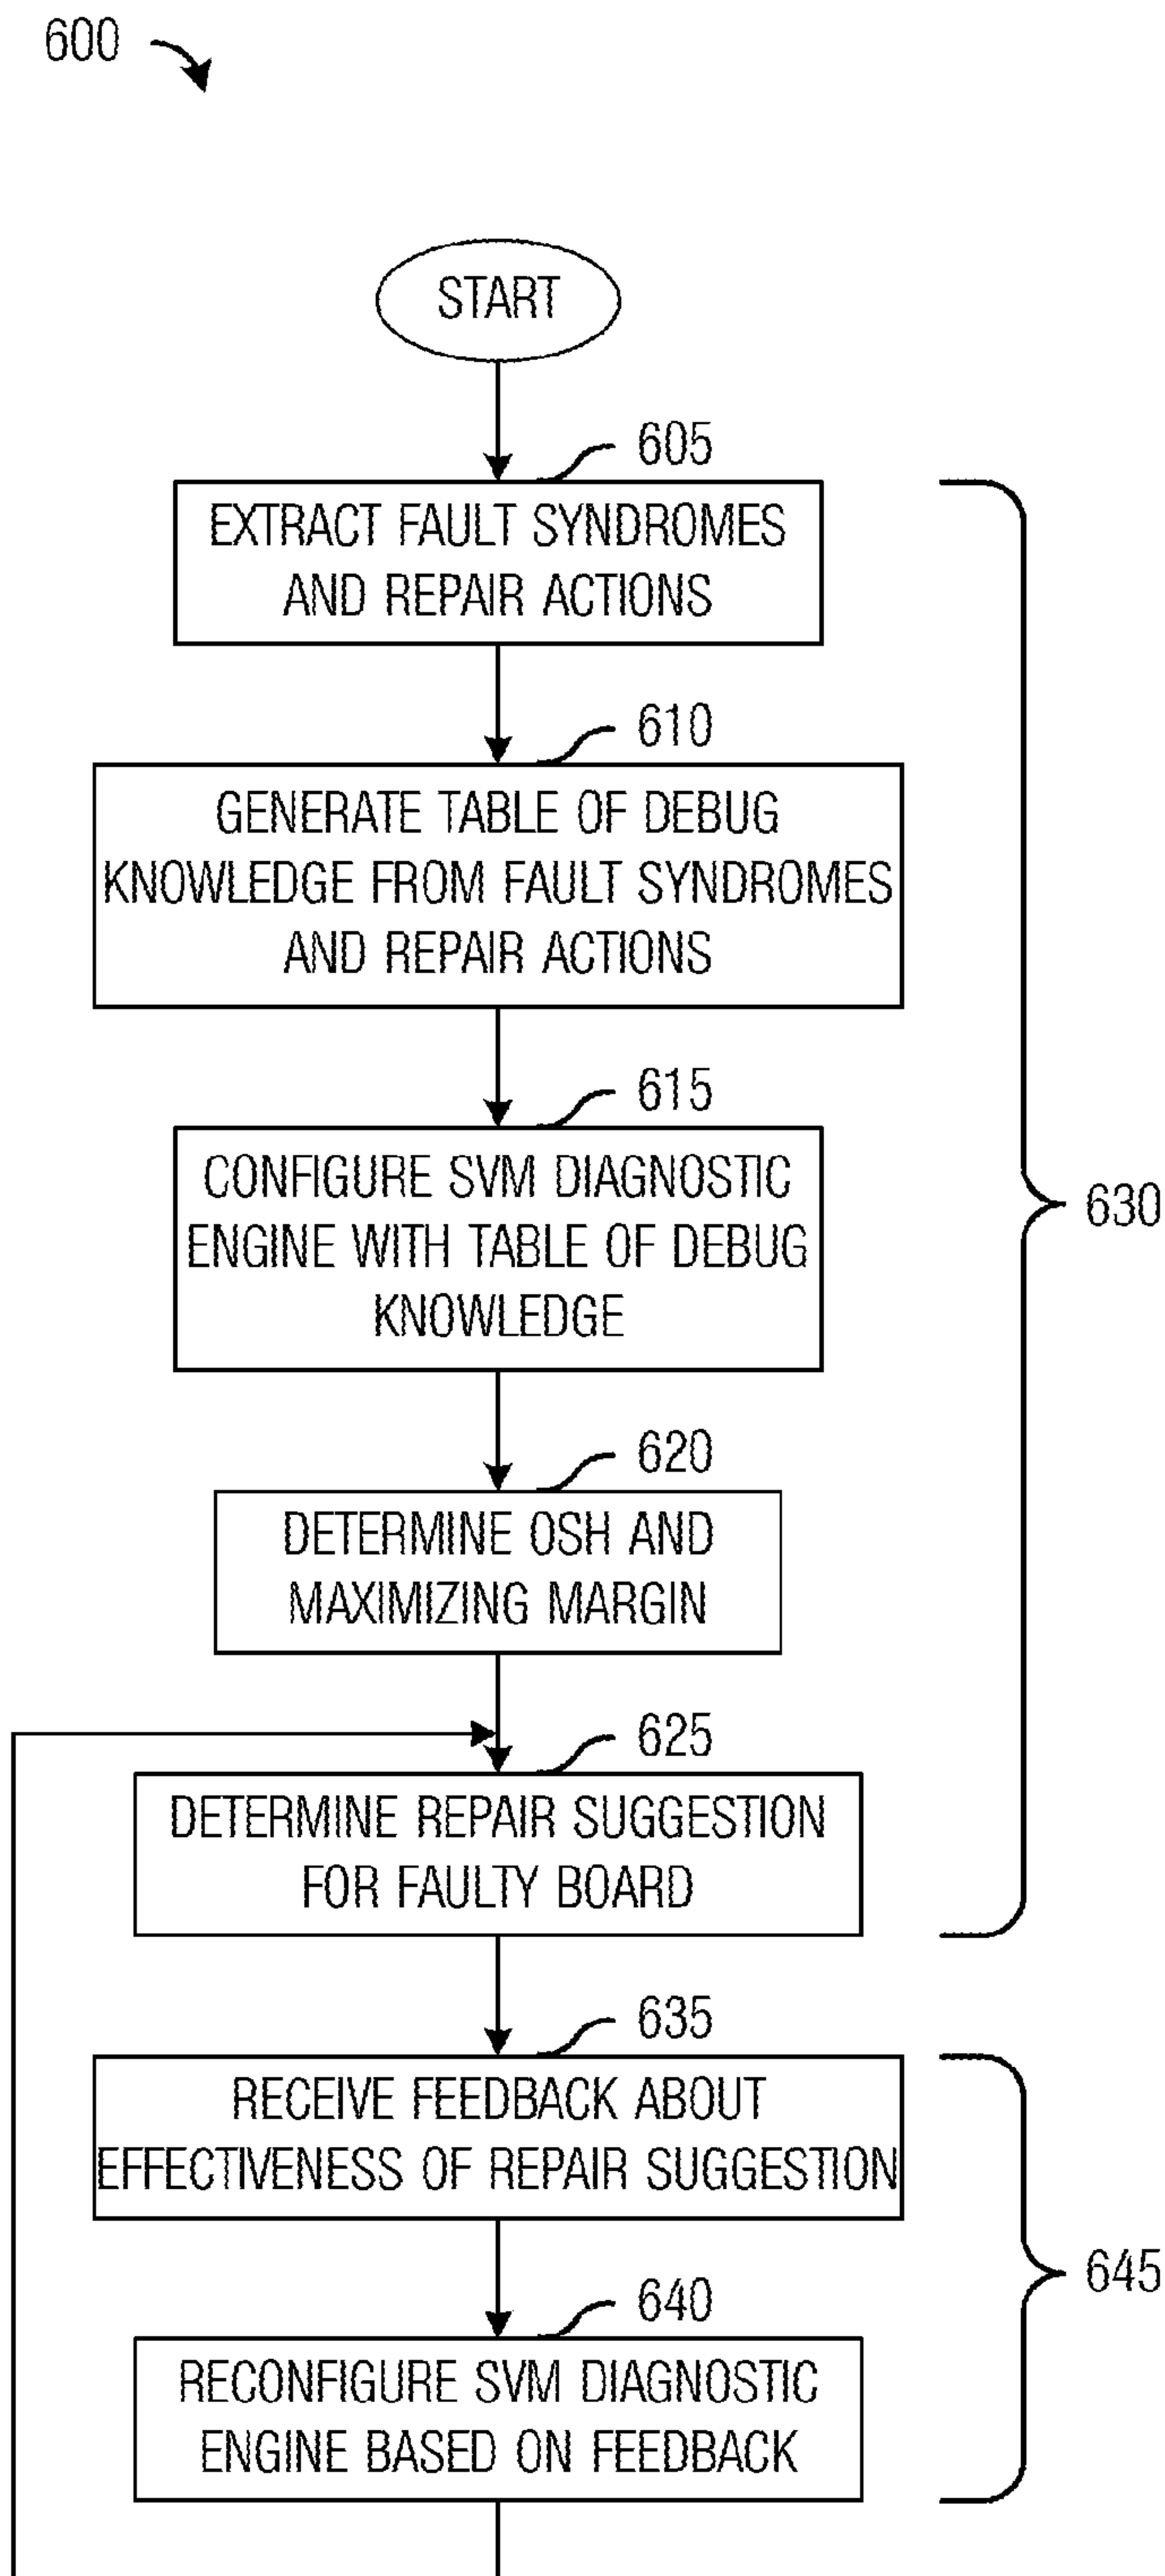 600
START
605
EXTRACT FAULT SYNDROMES
AND REPAIR ACTIONS
610
GENERATE TABLE OF DEBUG
KNOWLEDGE FROM FAULT SYNDROMES
AND REPAIR ACTIONS
615
CONFIGURE SVM DIAGNOSTIC
ENGINE WITH TABLE OF DEBUG
KNOWLEDGE
630
620
DETERMINE OSH AND
MAXIMIZING MARGIN
625
DETERMINE REPAIR SUGGESTION
FOR FAULTY BOARD
635
RECEIVE FEEDBACK ABOUT
EFFECTIVENESS OF REPAIR SUGGESTION
645
640
RECONFIGURE SVM DIAGNOSTIC
ENGINE BASED ON FEEDBACK